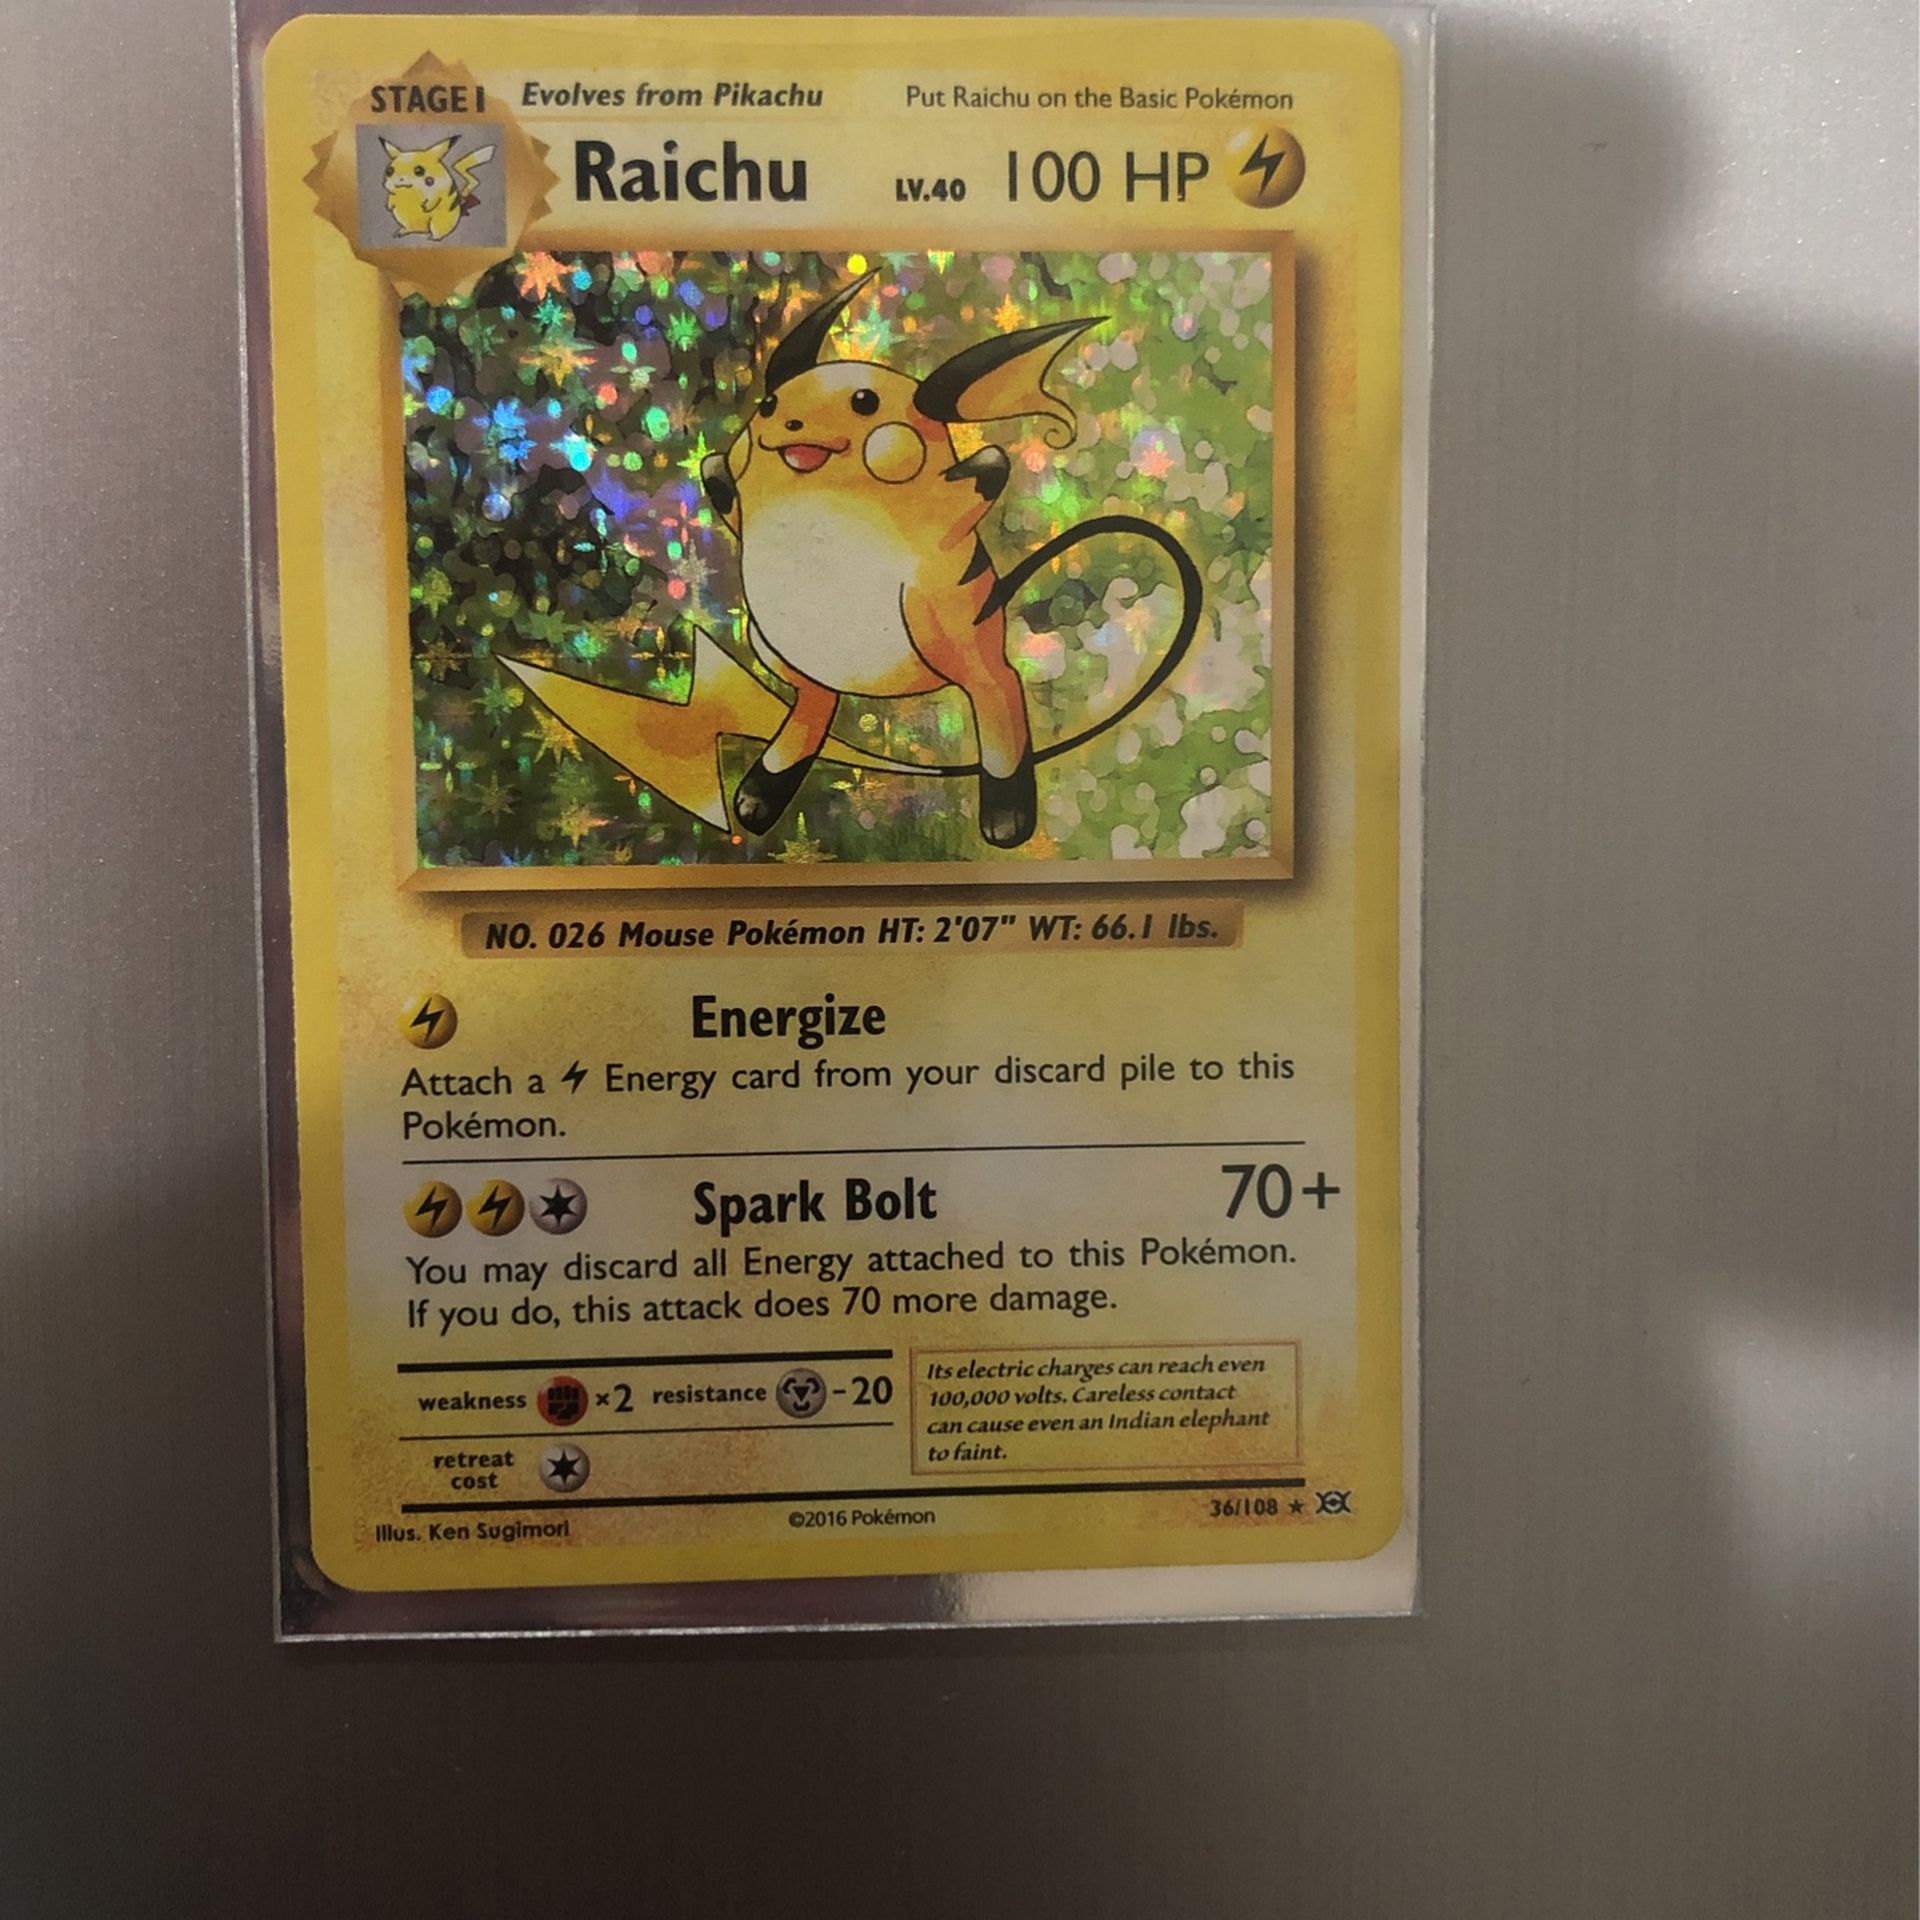 STAGE 1 Evolves from Pikachu Put Raichu on the Basic Pokémon
Raichu LV.40 100 HP
NO. 026 Mouse Pokémon HT: 2'07" WT: 66.1 lbs.
Energize
Attach a Energy card from your discard pile to this
Pokémon.
Spark Bolt 70+
You may discard all Energy attached to this Pokémon.
If you do, this attack does 70 more damage.
weakness ×2 resistance -20
retreat
cost
Its electric charges can reach even
100,000 volts. Careless contact
can cause even an Indian elephant
to faint.
Illus. Ken Sugimori ©2016 Pokémon 36/108 ★